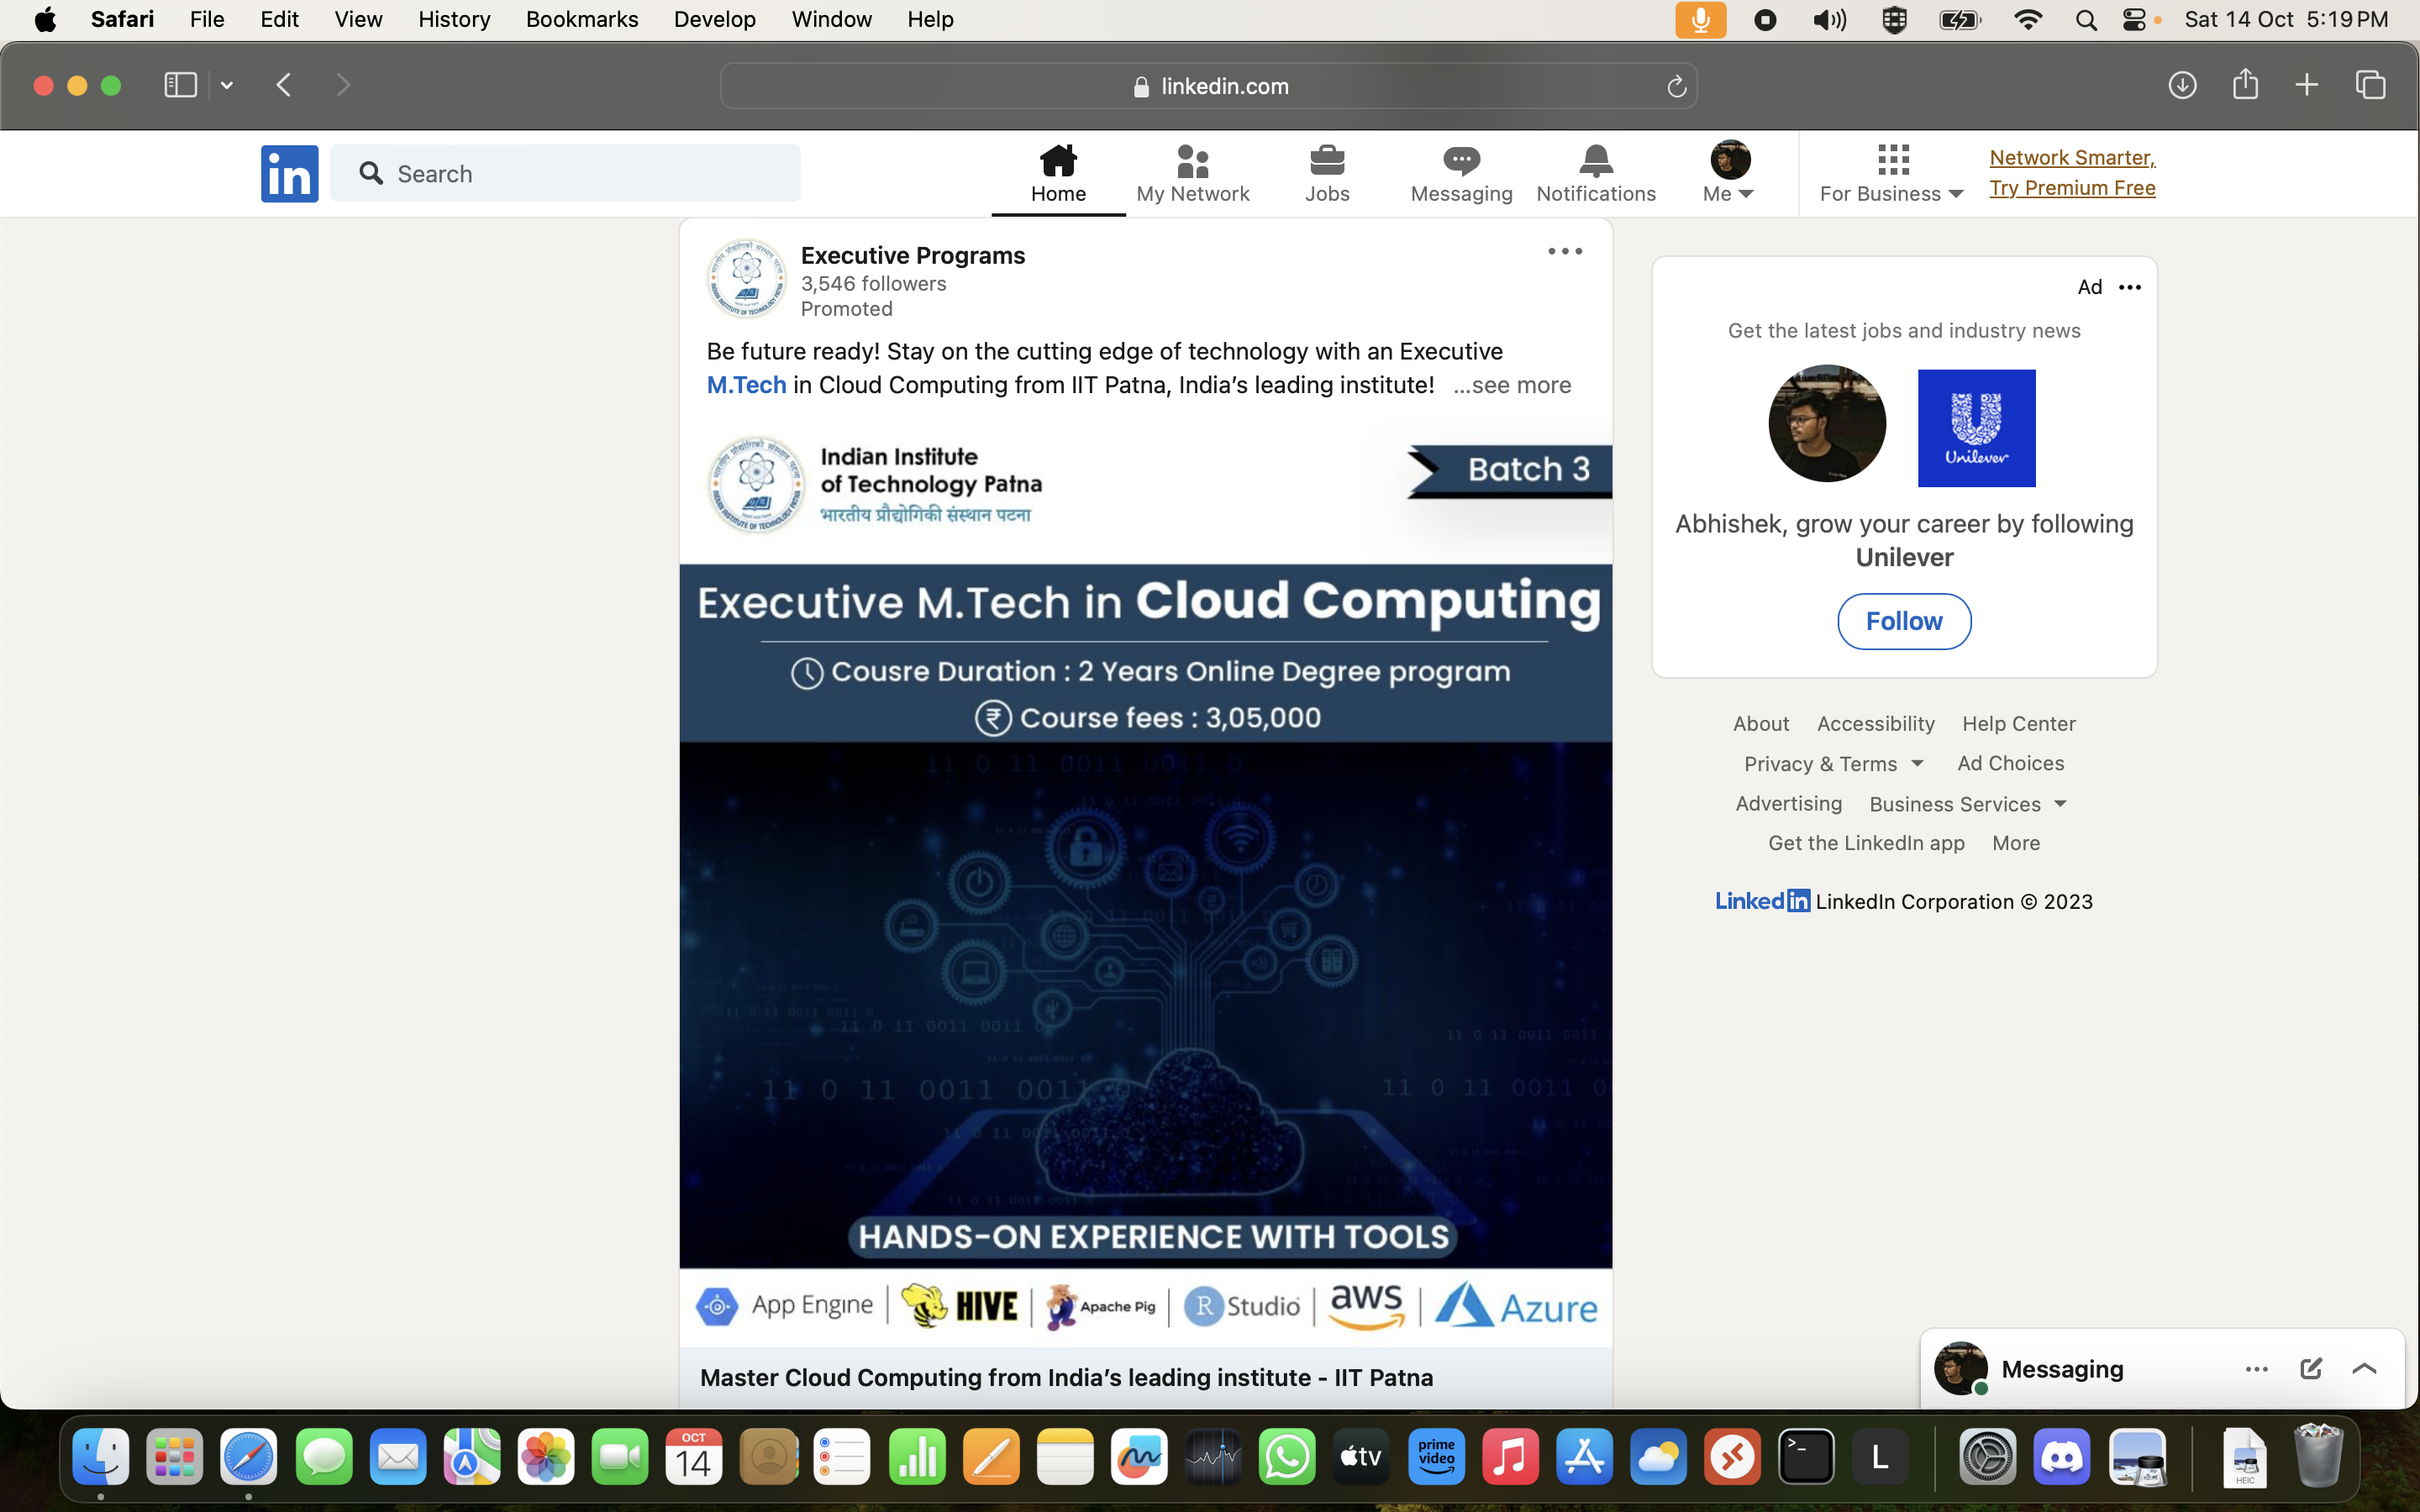 Safari File Edit View History Bookmarks Develop Window Help Sat 14 Oct 5:19 PM
linkedin.com
in Search Home My Network Jobs Messaging Notifications Me For Business
Network Smarter,
Try Premium Free
Executive Programs
3,546 followers
Promoted
Be future ready! Stay on the cutting edge of technology with an Executive
M.Tech in Cloud Computing from IIT Patna, India's leading institute! ...see more
Indian Institute
of Technology Patna
भारतीय प्रौद्योगिकी संस्थान पटना
Batch 3
Executive M.Tech in Cloud Computing
Cousre Duration : 2 Years Online Degree program
₹ Course fees : 3,05,000
11 0 11 0011 0011 0
HANDS-ON EXPERIENCE WITH TOOLS
App Engine HIVE Apache Pig R Studio aws Azure
Master Cloud Computing from India's leading institute - IIT Patna
Ad
Get the latest jobs and industry news
Unilever
Abhishek, grow your career by following
Unilever
Follow
About Accessibility Help Center
Privacy & Terms Ad Choices
Advertising Business Services
Get the LinkedIn app More
LinkedIn LinkedIn Corporation © 2023
Messaging
OCT
14
tv
prime
video
L
HEIC